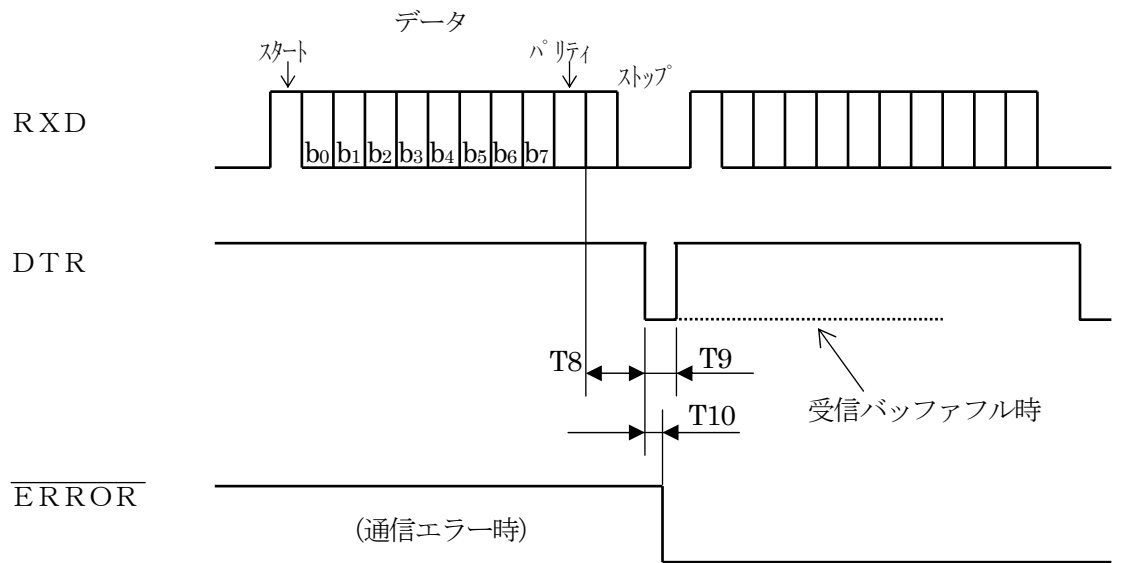 データ
スタート
パリティ
ストップ
ＲＸＤ
b0 b1 b2 b3 b4 b5 b6 b7
ＤＴＲ
T8
T9
受信バッファフル時
T10
ＥＲＲＯＲ
(通信エラー時)